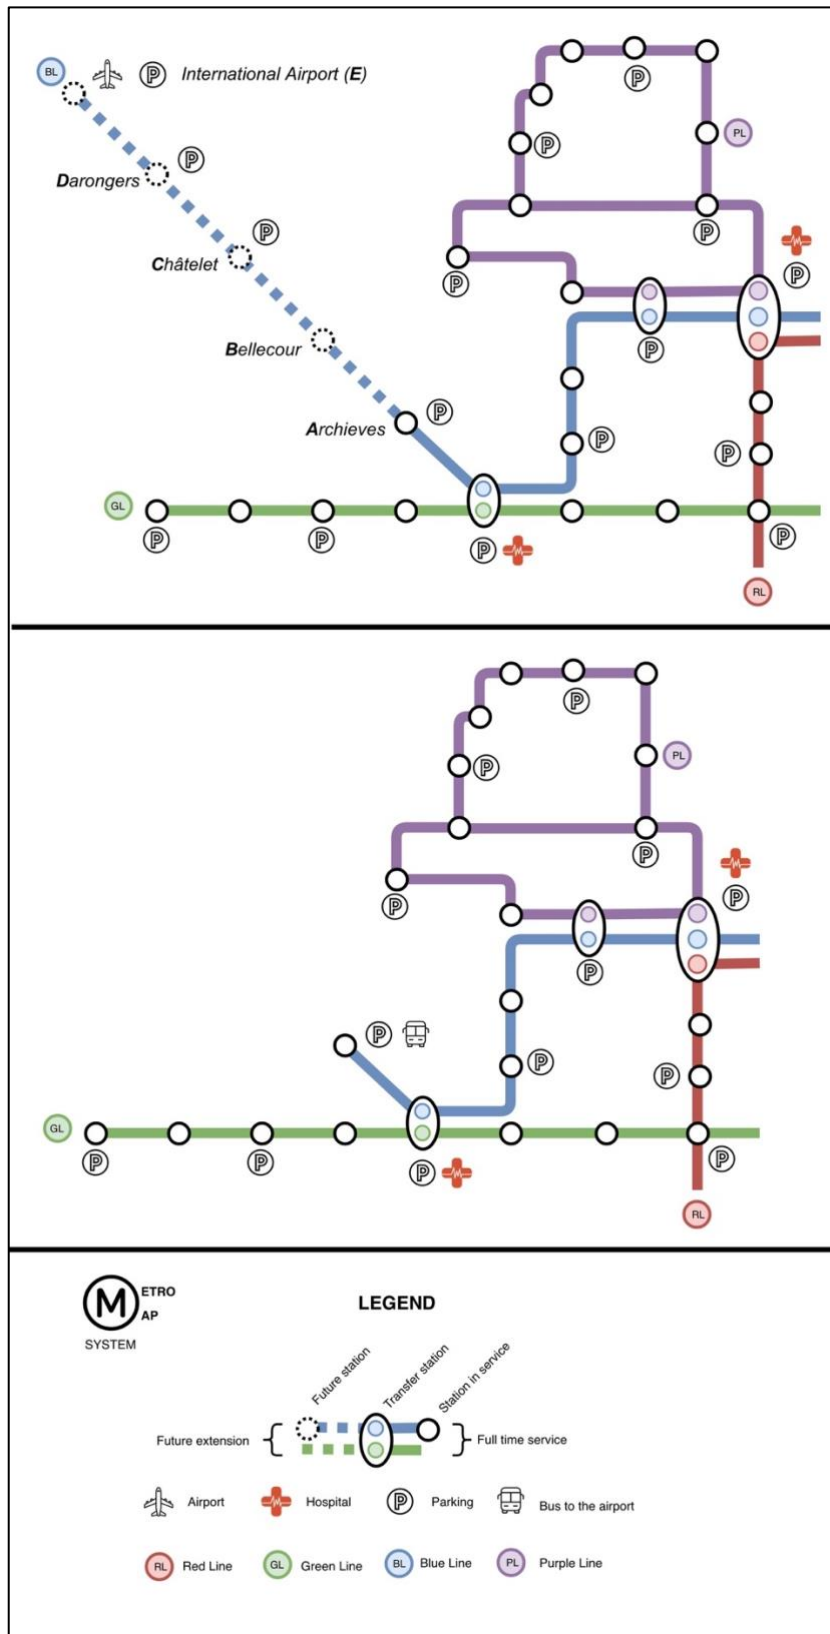 BL P International Airport (E)
P
Darongers
P
Châtelet
Bellecour
P
Archieves
P
P
PL
P
P
P
P
P
P
GL
P
P
P
P
RL
P
P
PL
P
P
P
P
P
P
P
GL
P
P
P
P
RL
M ETRO
AP
SYSTEM
LEGEND
Future station
Transfer station
Station in service
Future extension
Full time service
Airport
Hospital
P Parking
Bus to the airport
RL Red Line
GL Green Line
BL Blue Line
PL Purple Line